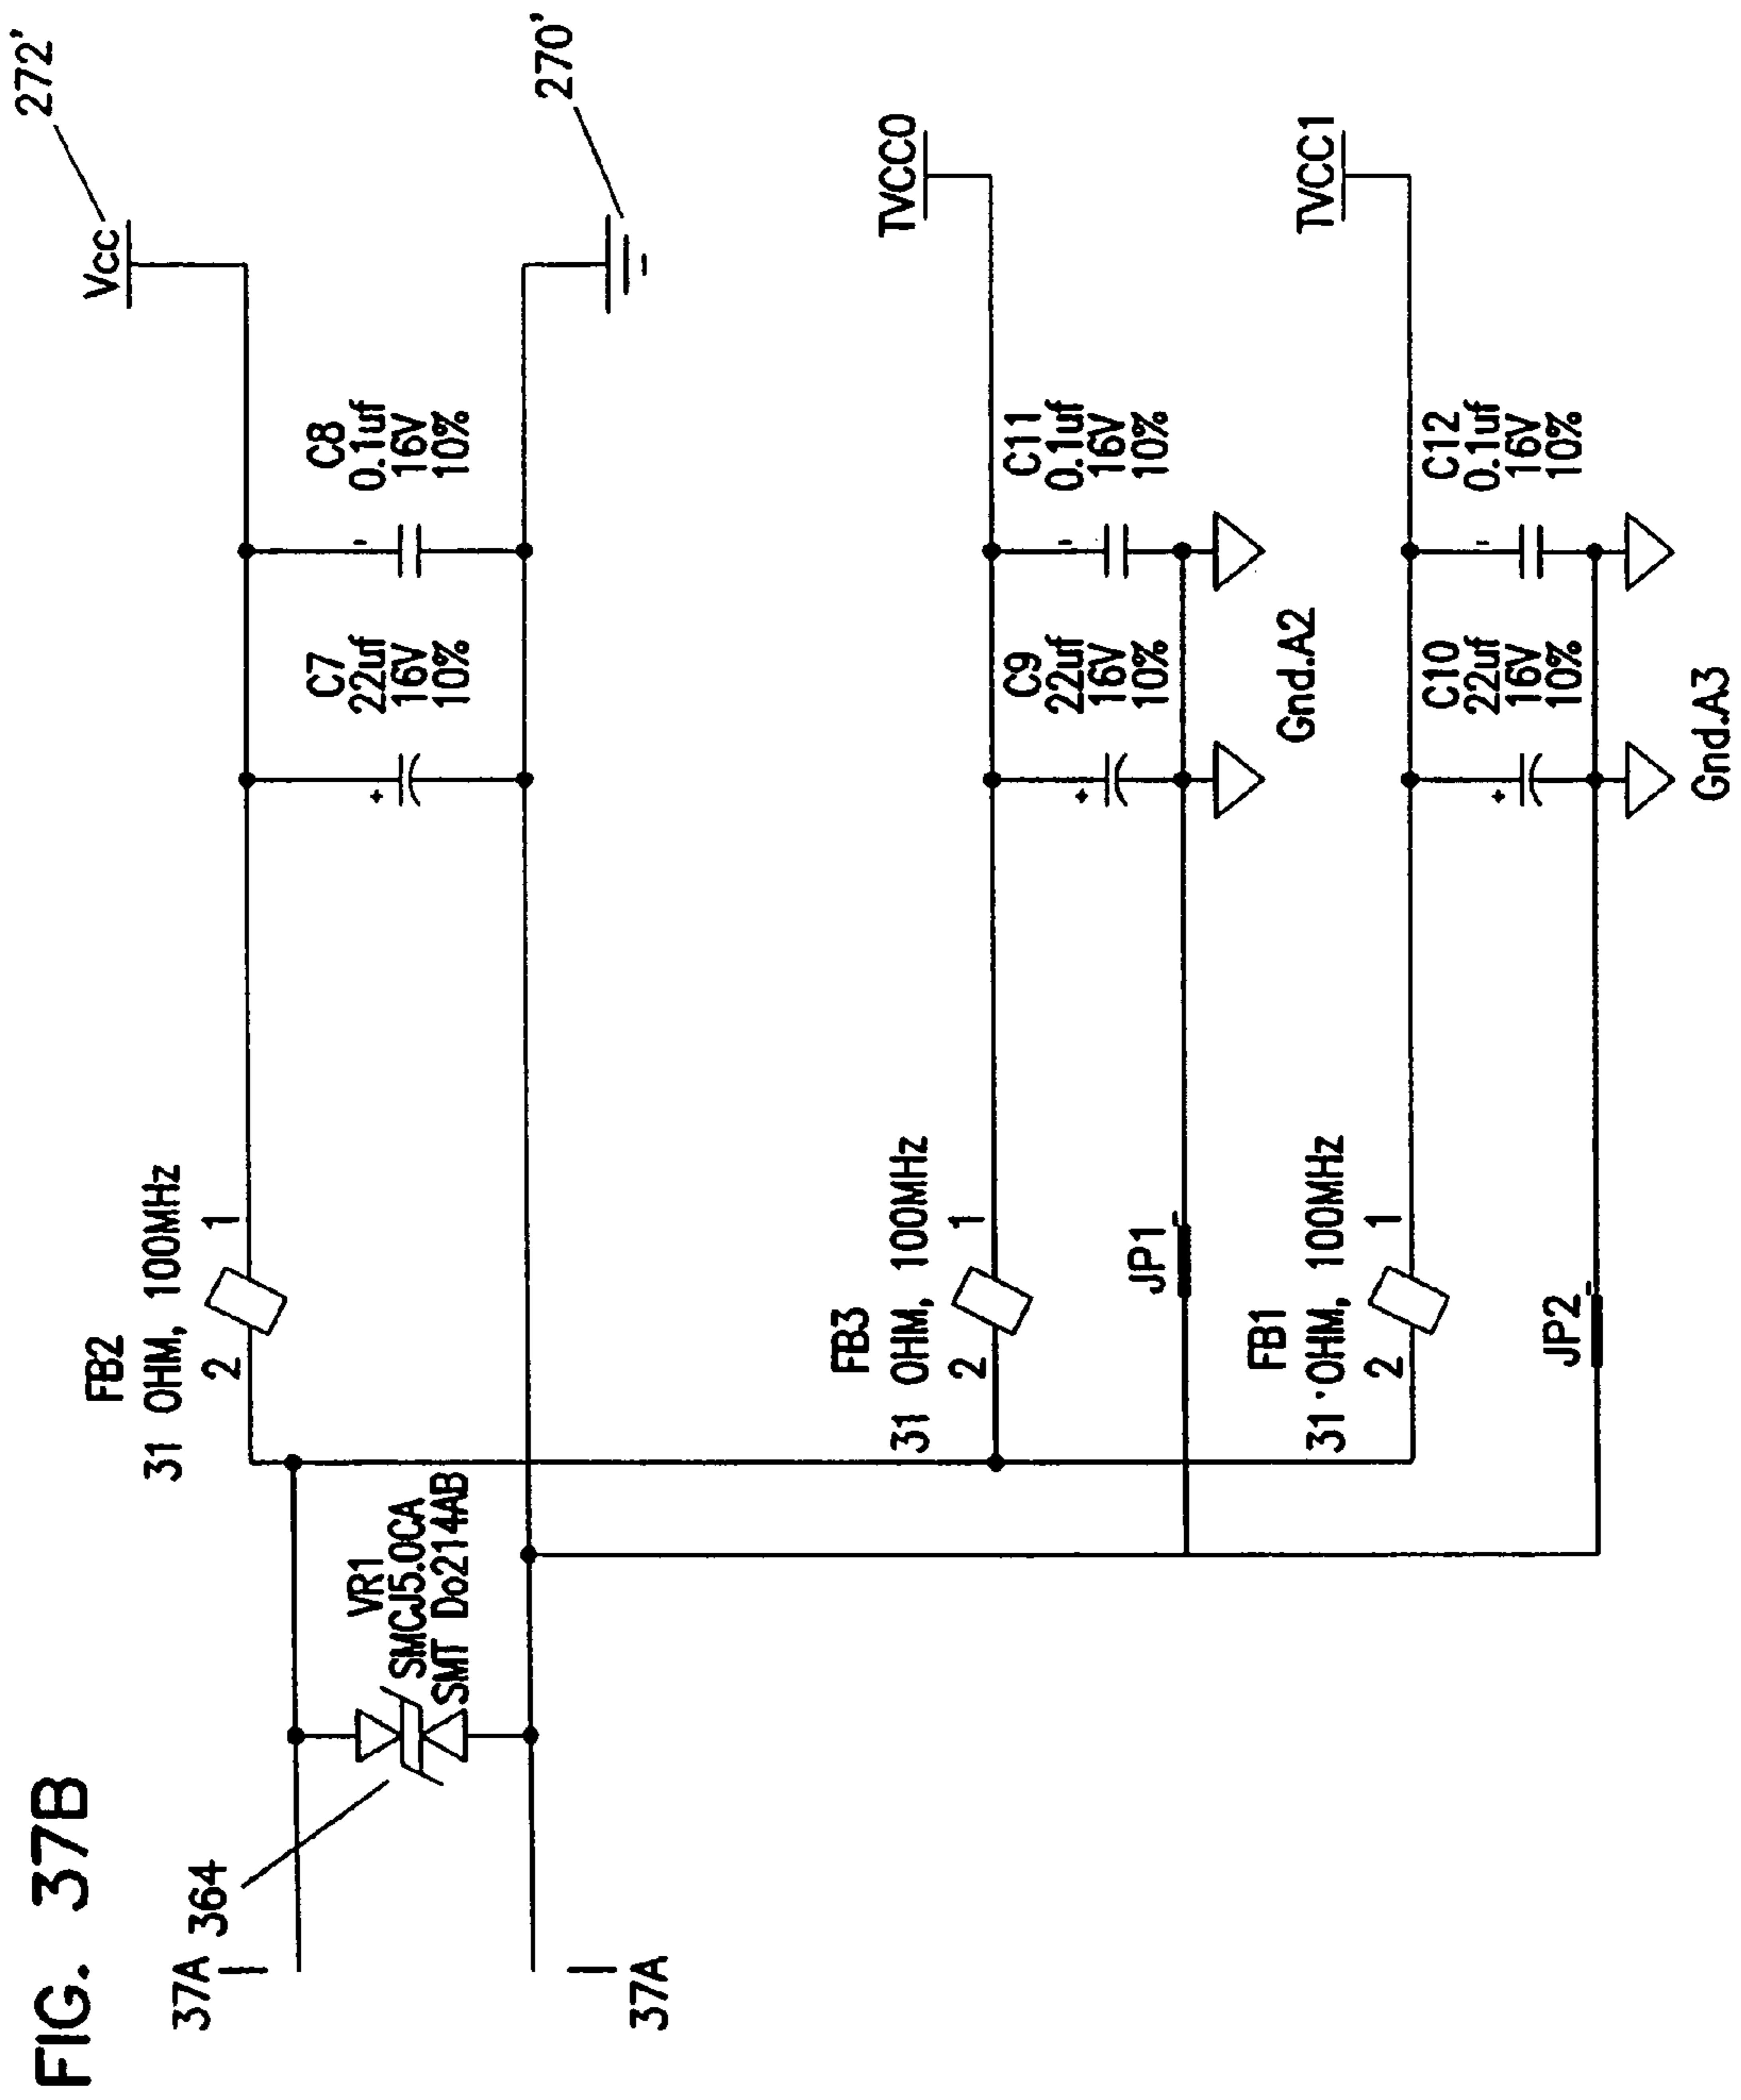 FIG. 37B
272'
Vcc
270'
FB2
31 OHM, 100MHz
2
1
C7
22uf
16V
10%
C8
0.1uf
16V
10%
37A
364
VR1
SMCJ5.0CA
SMT Do214AB
37A
TVCC0
FB3
31 OHM, 100MHz
2
1
C9
22uf
16V
10%
C11
0.1uf
16V
10%
JP1
Gnd.A2
TVCC1
FB1
31 OHM, 100MHz
2
1
C10
22uf
16V
10%
C12
0.1uf
16V
10%
JP2
Gnd.A3